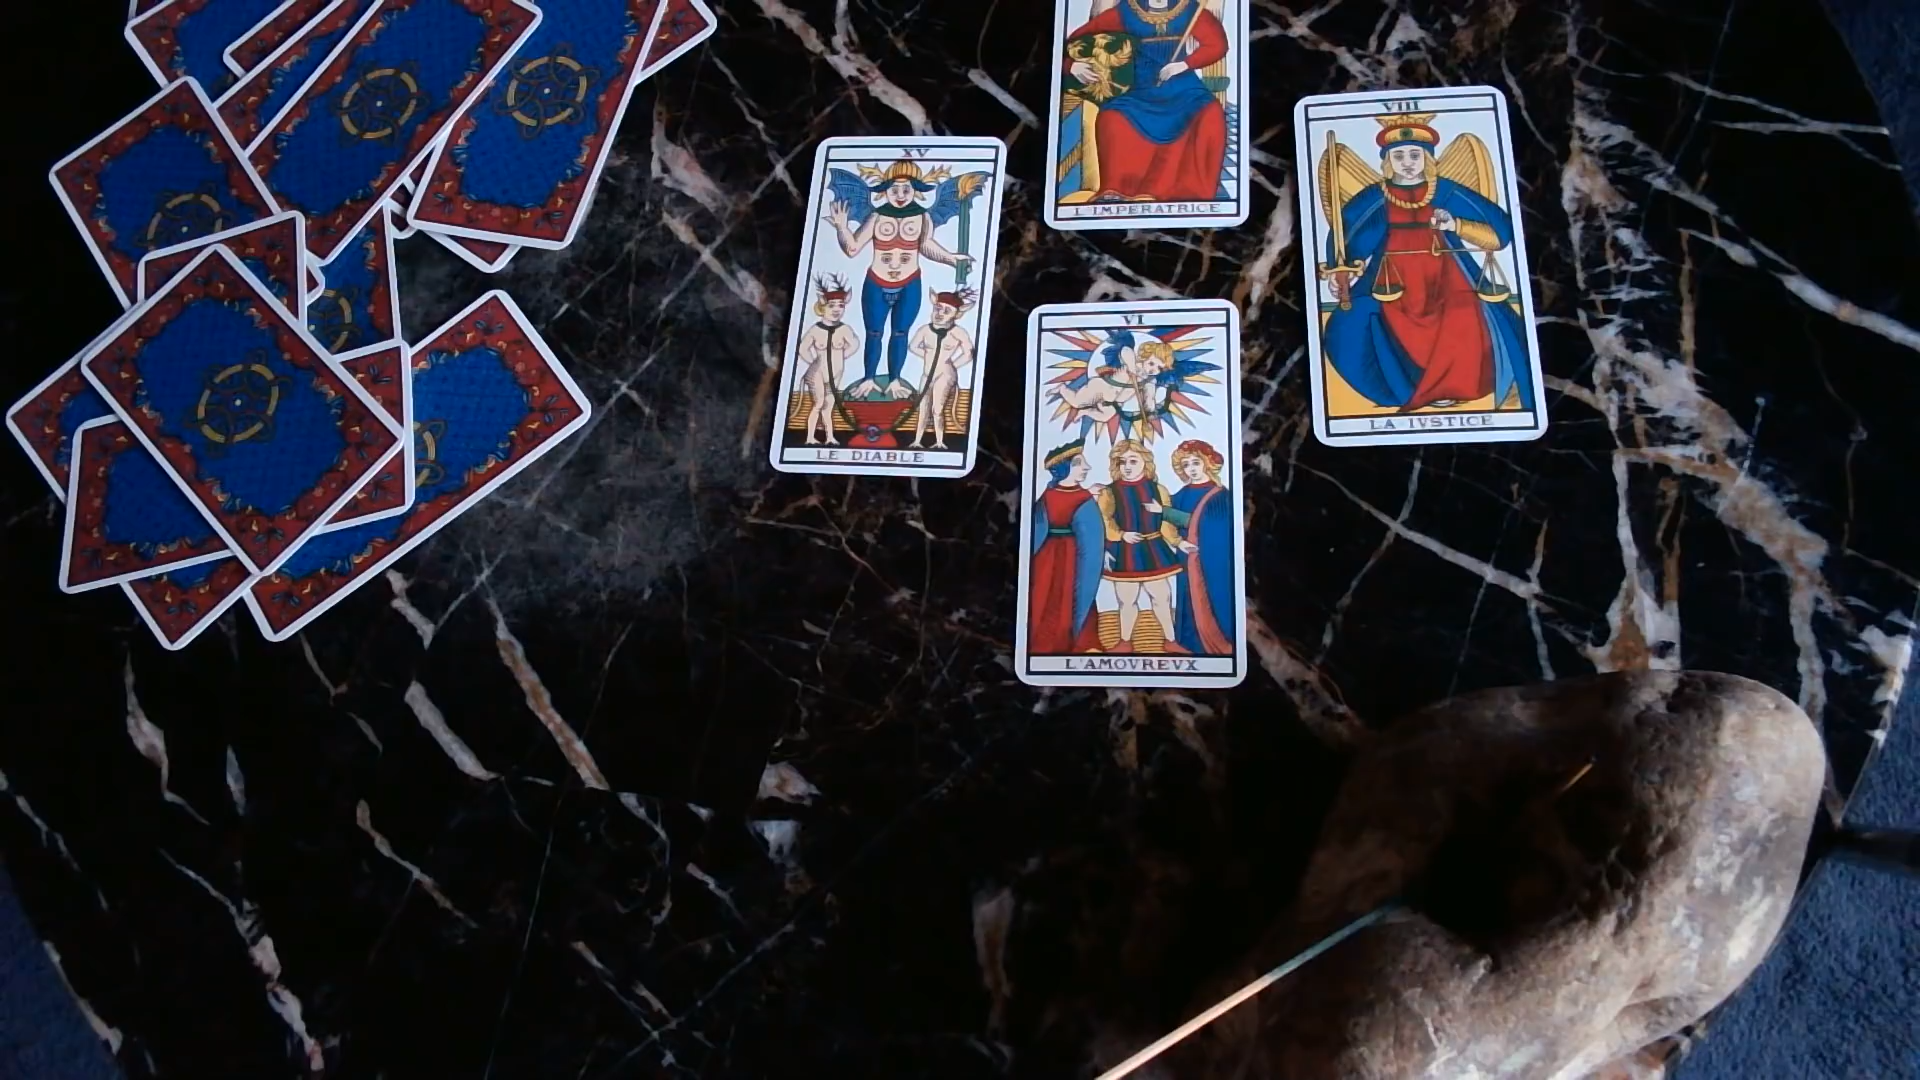 XV
LE DIABLE
L'IMPERATRICE
VIII
LA IVSTICE
VI
L'AMOVREVX